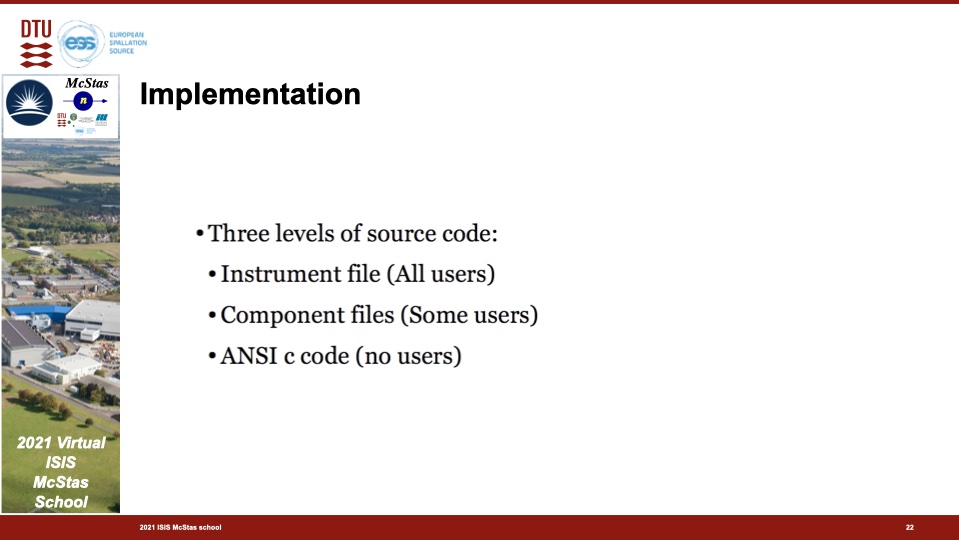 DTU
ess
EUROPEAN
SPALLATION
SOURCE
McStas
n
DTU
Implementation
• Three levels of source code:
• Instrument file (All users)
• Component files (Some users)
• ANSI c code (no users)
2021 Virtual
ISIS
McStas
School
2021 ISIS McStas school
22